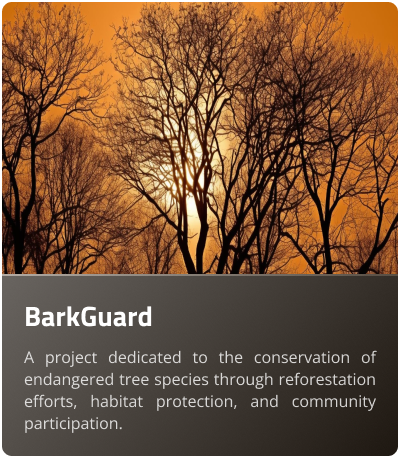 BarkGuard
A project dedicated to the conservation of
endangered tree species through reforestation
efforts, habitat protection, and community
participation.